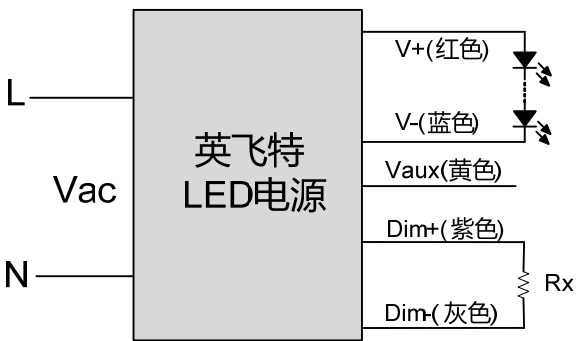 V+(红色)
L
V-(蓝色)
英飞特
LED电源
Vac
Vaux(黄色)
Dim+(紫色)
N
Rx
Dim-(灰色)